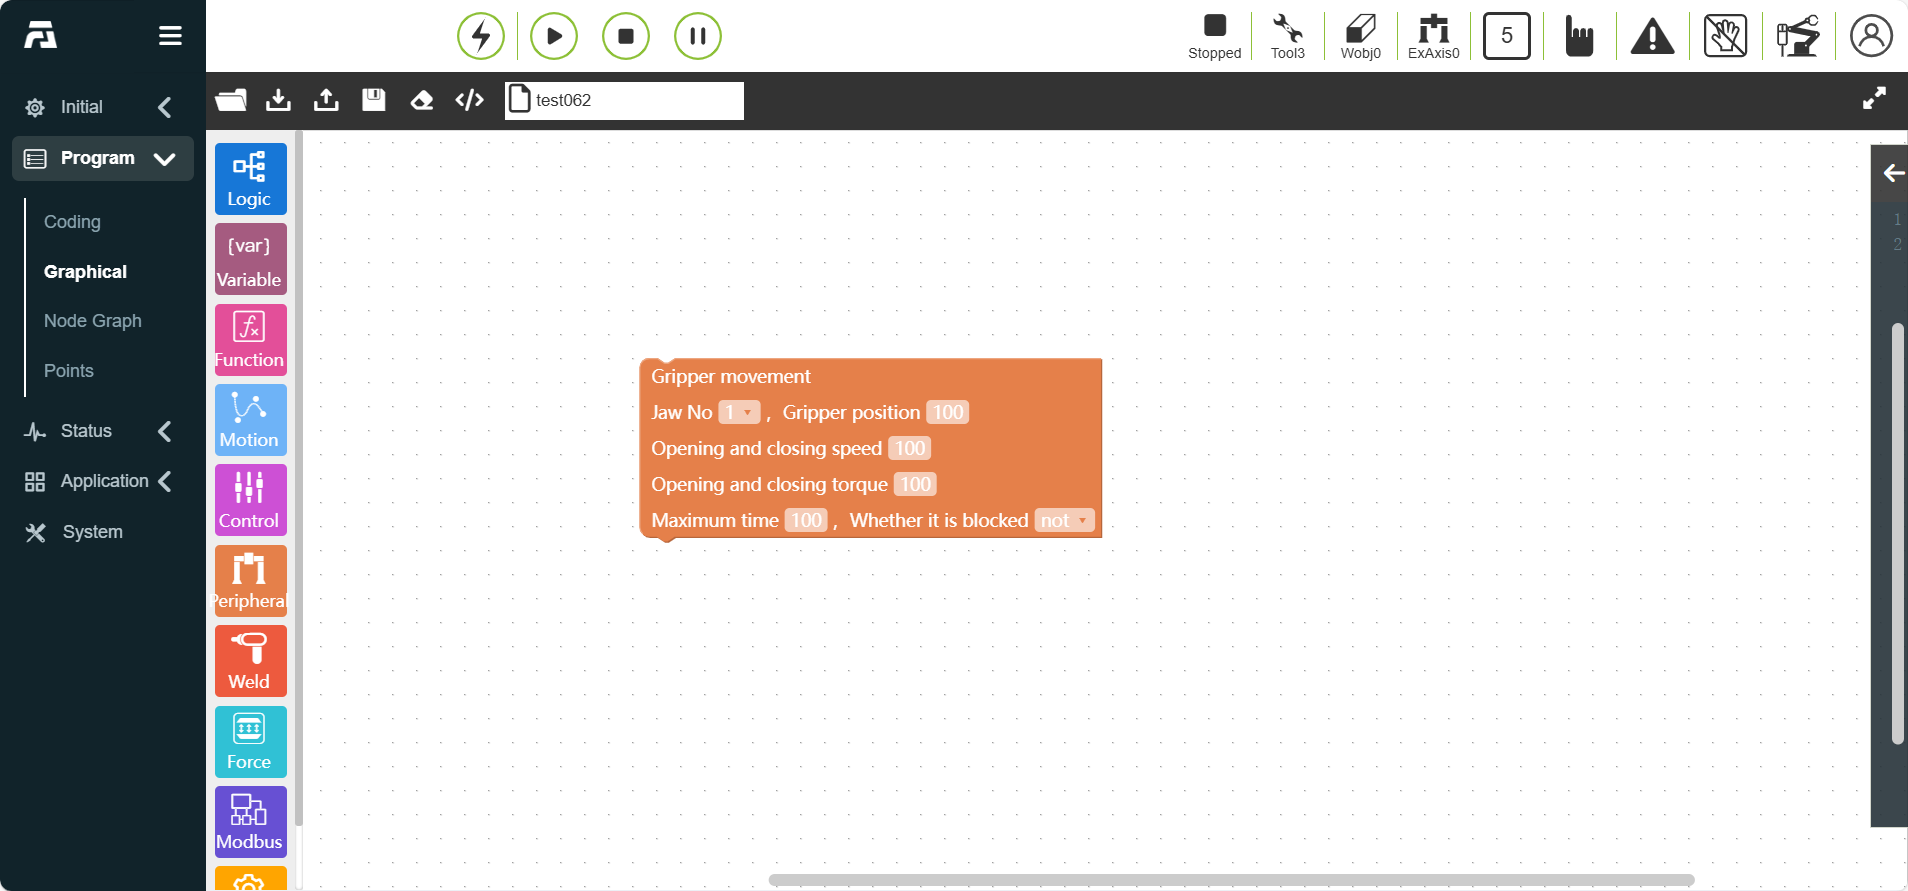 Stopped
Tool3
Wobj0
ExAxis0
5
Initial
Program
Coding
Graphical
Node Graph
Points
Status
Application
System
</> test062
Logic
{var}
Variable
Function
Motion
Control
Peripheral
Weld
Force
Modbus
Gripper movement
Jaw No 1 , Gripper position 100
Opening and closing speed 100
Opening and closing torque 100
Maximum time 100 , Whether it is blocked not
1
2